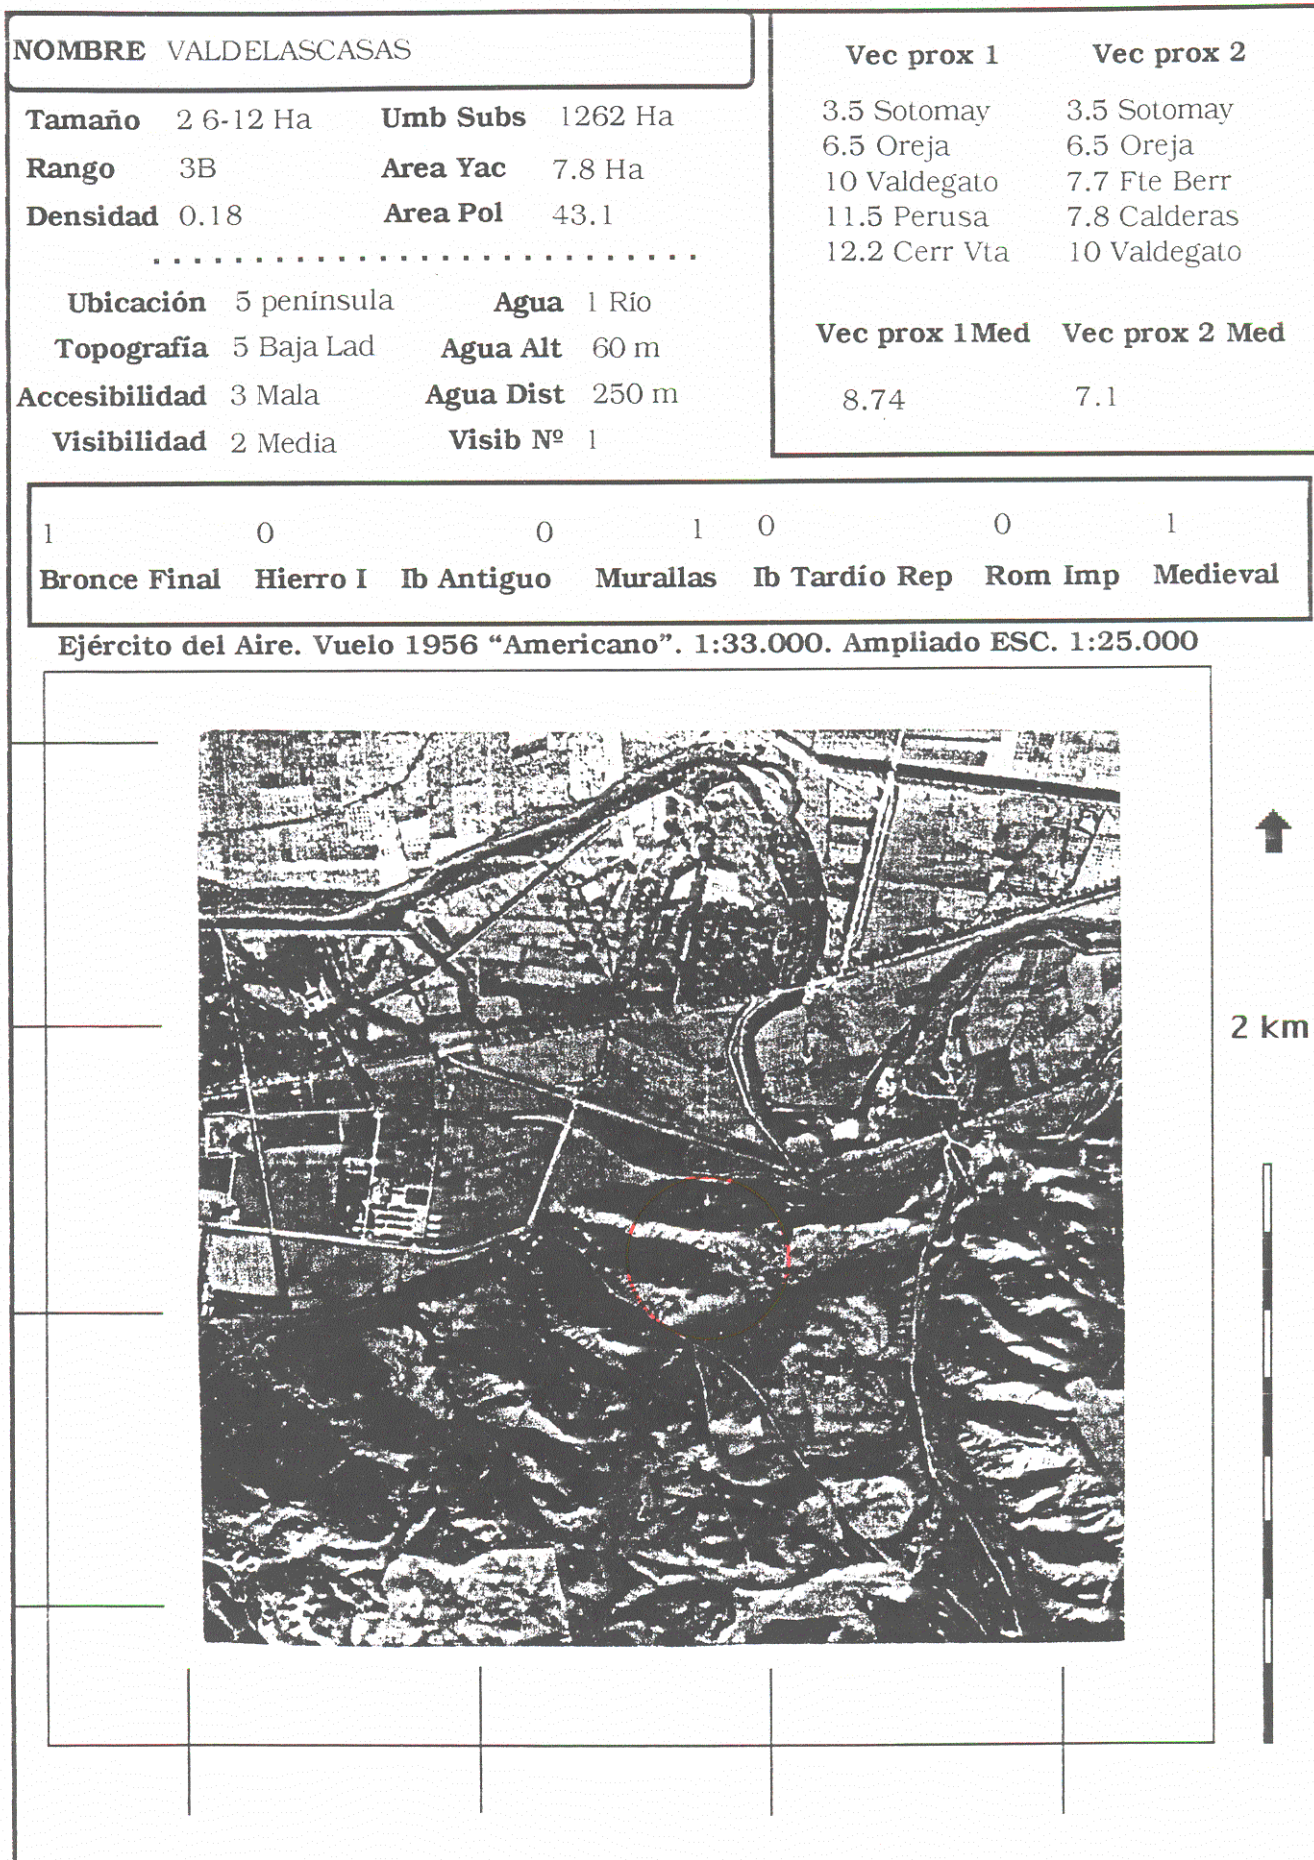 NOMBRE VALDELASCASAS
Tamaño 2 6-12 Ha Umb Subs 1262 Ha
Rango 3B Area Yac 7.8 Ha
Densidad 0.18 Area Pol 43.1
Ubicación 5 península Agua 1 Río
Topografía 5 Baja Lad Agua Alt 60 m
Accesibilidad 3 Mala Agua Dist 250 m
Visibilidad 2 Media Visib Nº 1
Vec prox 1 Vec prox 2
3.5 Sotomay 3.5 Sotomay
6.5 Oreja 6.5 Oreja
10 Valdegato 7.7 Fte Berr
11.5 Perusa 7.8 Calderas
12.2 Cerr Vta 10 Valdegato
Vec prox 1Med Vec prox 2 Med
8.74 7.1
1 0 0 1 0 0 1
Bronce Final Hierro I Ib Antiguo Murallas Ib Tardío Rep Rom Imp Medieval
Ejército del Aire. Vuelo 1956 “Americano”. 1:33.000. Ampliado ESC. 1:25.000
2 km